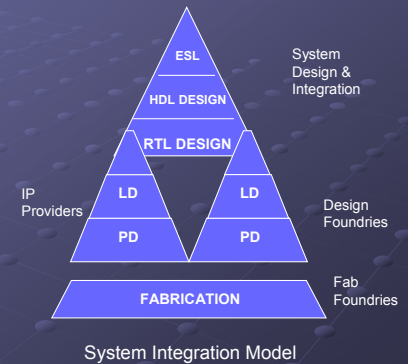 ESL
System
Design &
Integration
HDL DESIGN
RTL DESIGN
IP
Providers
LD
LD
Design
Foundries
PD
PD
Fab
Foundries
FABRICATION
System Integration Model